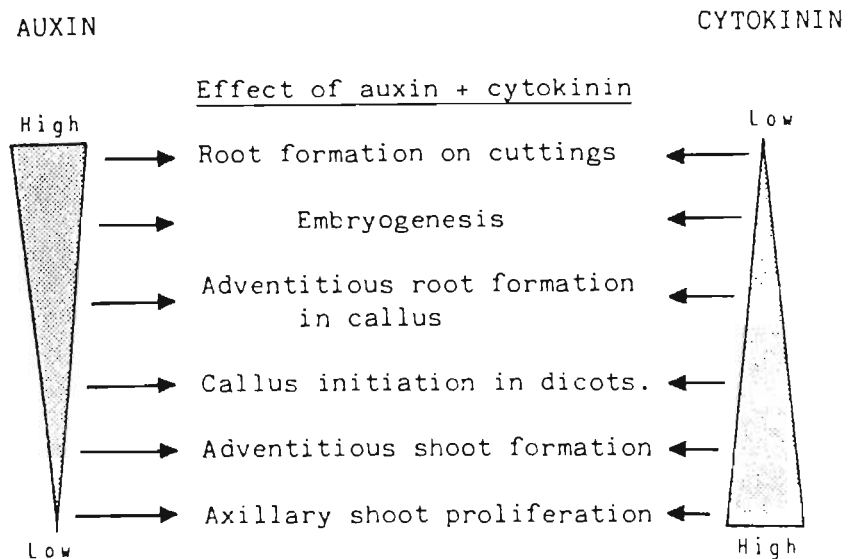 AUXIN
CYTOKININ
Effect of auxin + cytokinin
High
Low
Root formation on cuttings
Embryogenesis
Adventitious root formation
in callus
Callus initiation in dicots.
Adventitious shoot formation
Axillary shoot proliferation
Low
High